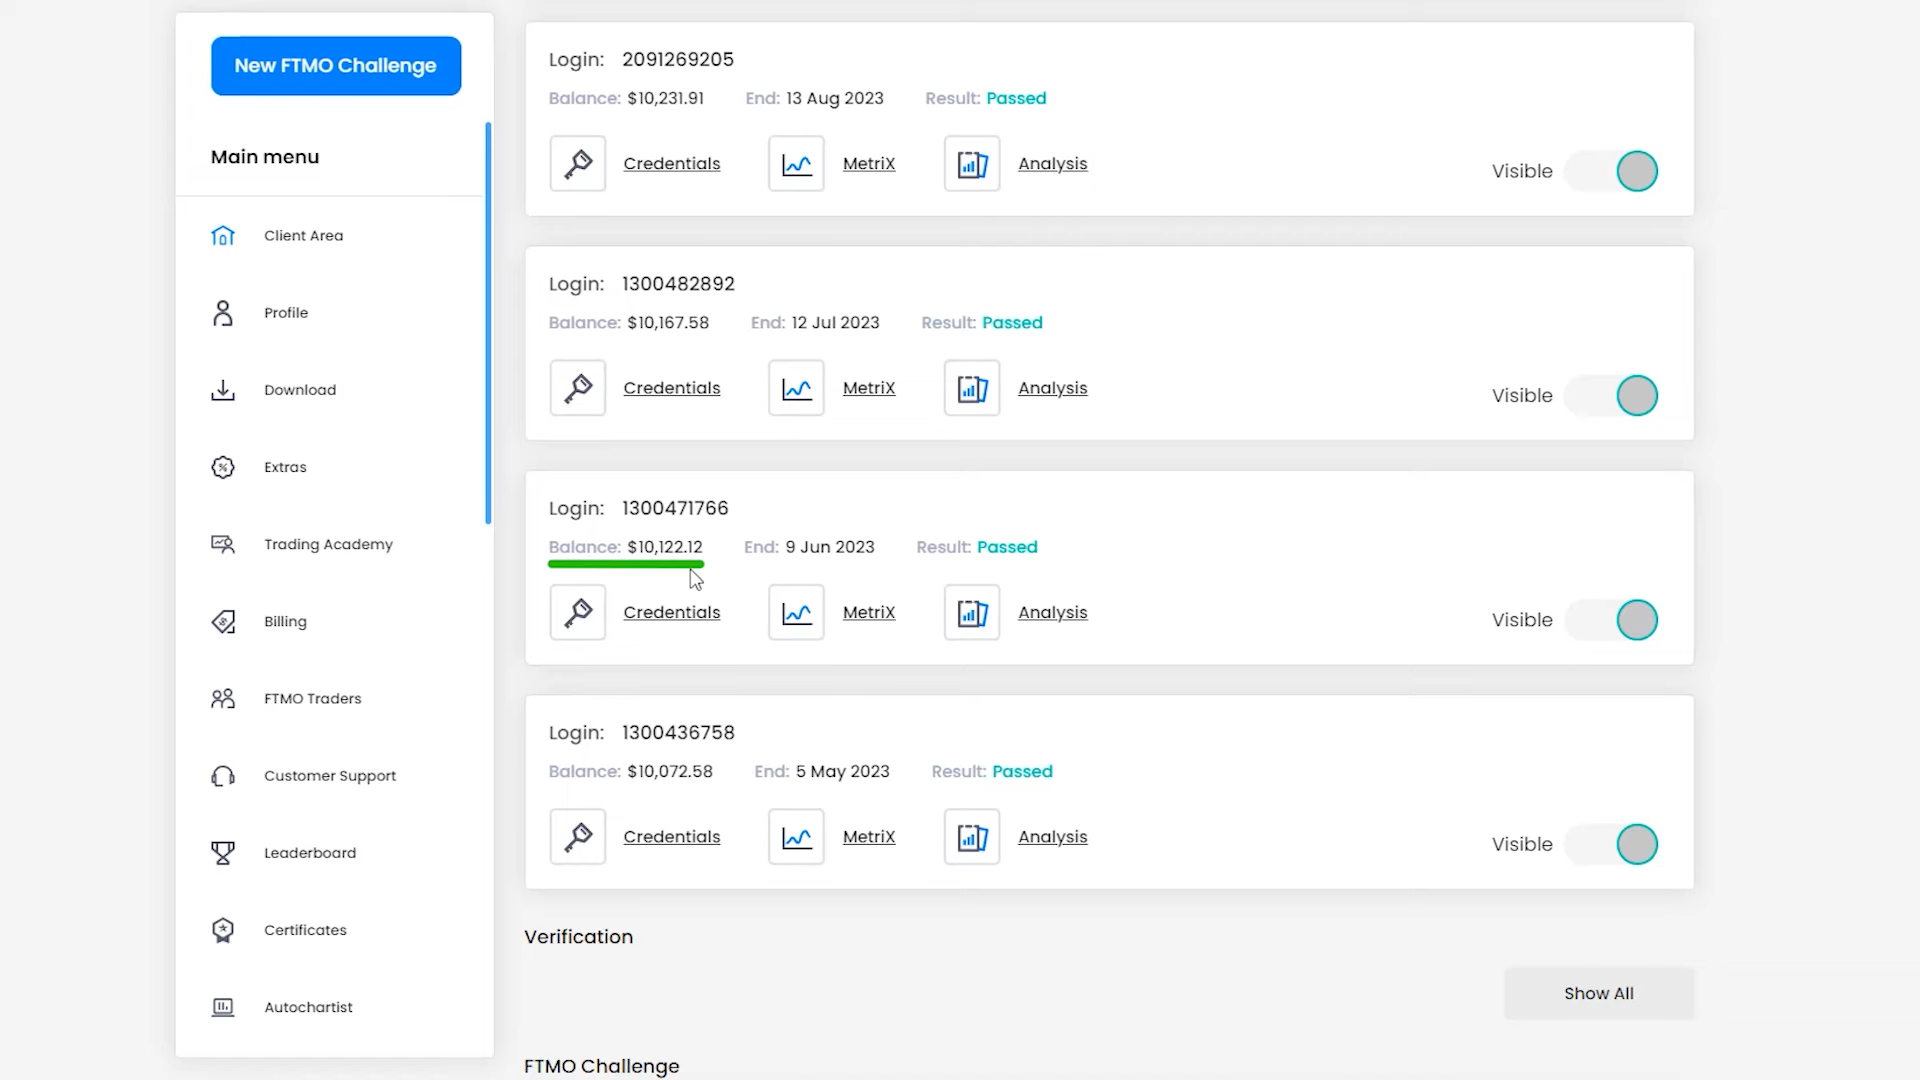 New FTMO Challenge
Main menu
Client Area
Profile
Download
Extras
Trading Academy
Billing
FTMO Traders
Customer Support
Leaderboard
Certificates
Autochartist
Login: 2091269205
Balance: $10,231.91 End: 13 Aug 2023 Result: Passed
Credentials MetriX Analysis Visible
Login: 1300482892
Balance: $10,167.58 End: 12 Jul 2023 Result: Passed
Credentials MetriX Analysis Visible
Login: 1300471766
Balance: $10,122.12 End: 9 Jun 2023 Result: Passed
Credentials MetriX Analysis Visible
Login: 1300436758
Balance: $10,072.58 End: 5 May 2023 Result: Passed
Credentials MetriX Analysis Visible
Verification
Show All
FTMO Challenge